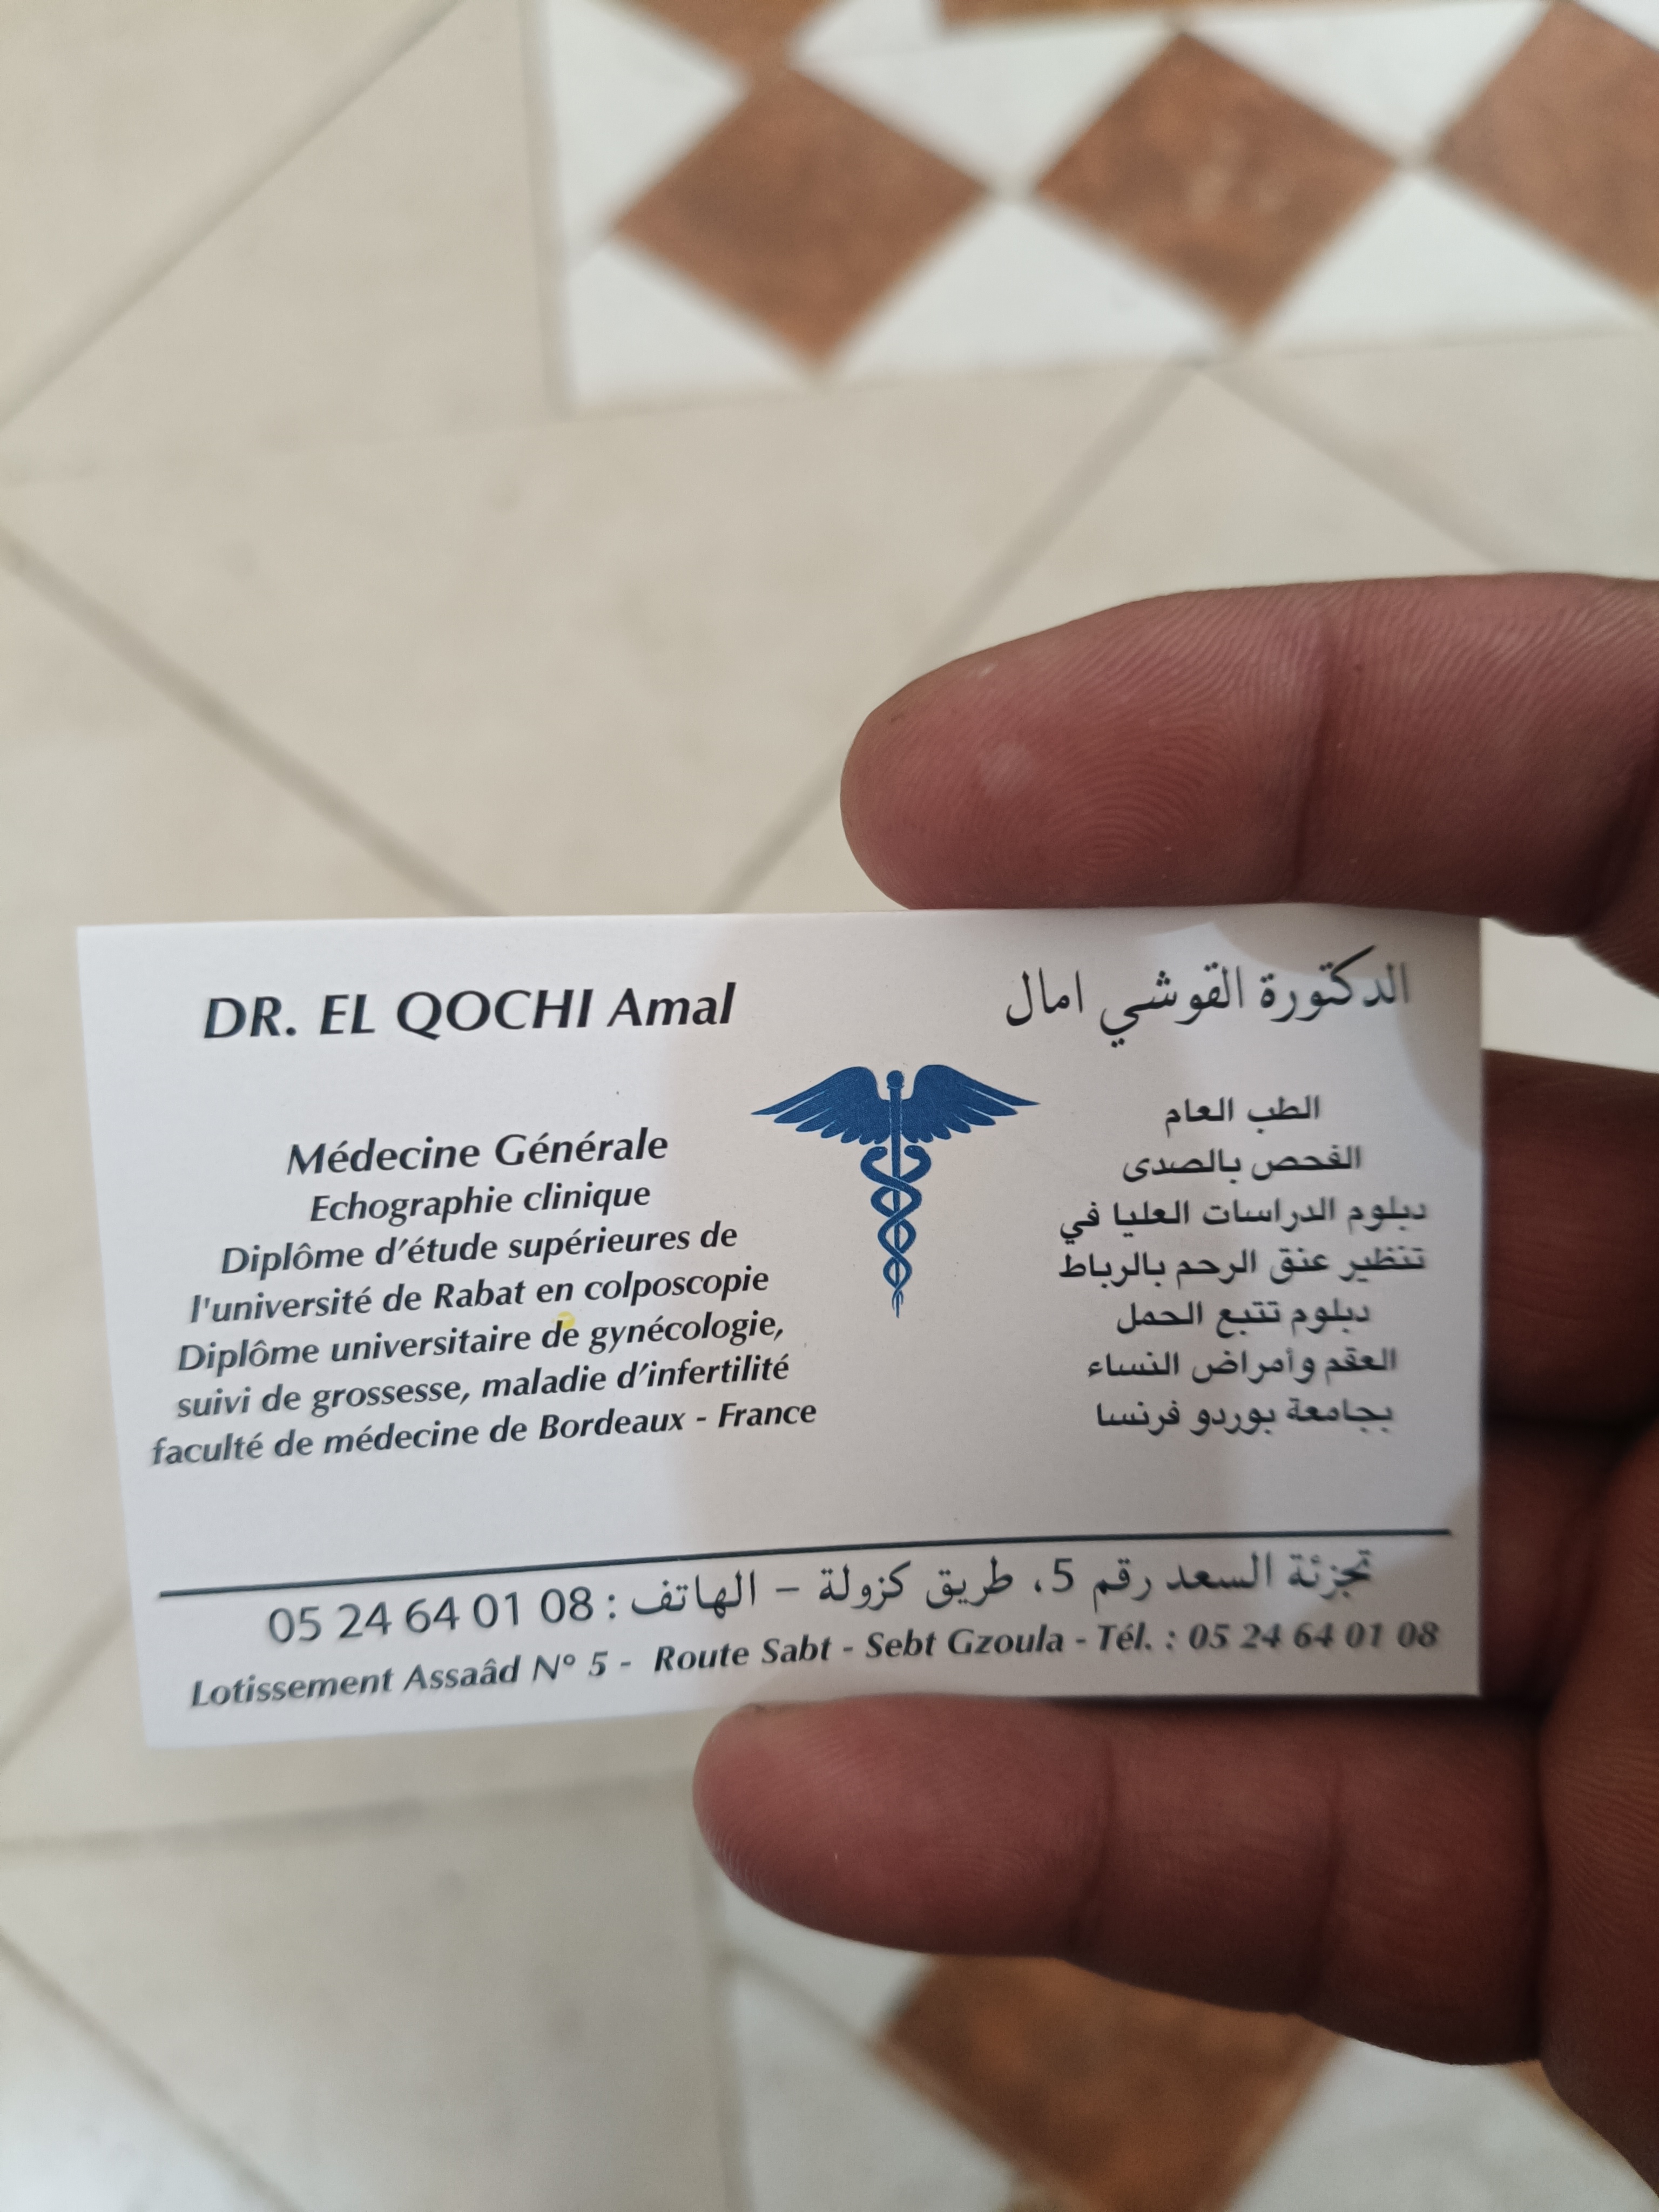 DR. EL QOCHI Amal
Médecine Générale
Echographie clinique
Diplôme d'étude supérieures de
l'université de Rabat en colposcopie
Diplôme universitaire de gynécologie,
suivi de grossesse, maladie d'infertilité
faculté de médecine de Bordeaux - France
الدكتورة القوشي امال
الطب العام
الفحص بالصدى
دبلوم الدراسات العليا في
تنظير عنق الرحم بالرباط
دبلوم تتبع الحمل
العقم وأمراض النساء
بجامعة بوردو فرنسا
تجزئة السعد رقم 5، طريق كزولة – الهاتف : 08 01 64 24 05
Lotissement Assaâd N° 5 - Route Sabt - Sebt Gzoula - Tél. : 05 24 64 01 08